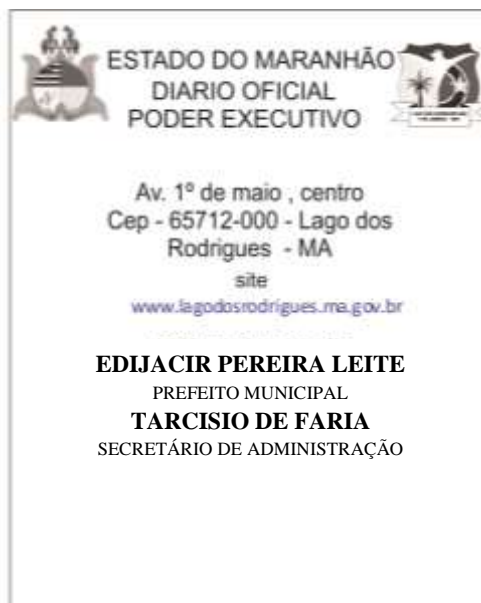 ESTADO DO MARANHÃO
DIARIO OFICIAL
PODER EXECUTIVO
Av. 1º de maio , centro
Cep - 65712-000 - Lago dos
Rodrigues - MA
site
www.lagodosrodrigues.ma.gov.br
EDIJACIR PEREIRA LEITE
PREFEITO MUNICIPAL
TARCISIO DE FARIA
SECRETÁRIO DE ADMINISTRAÇÃO